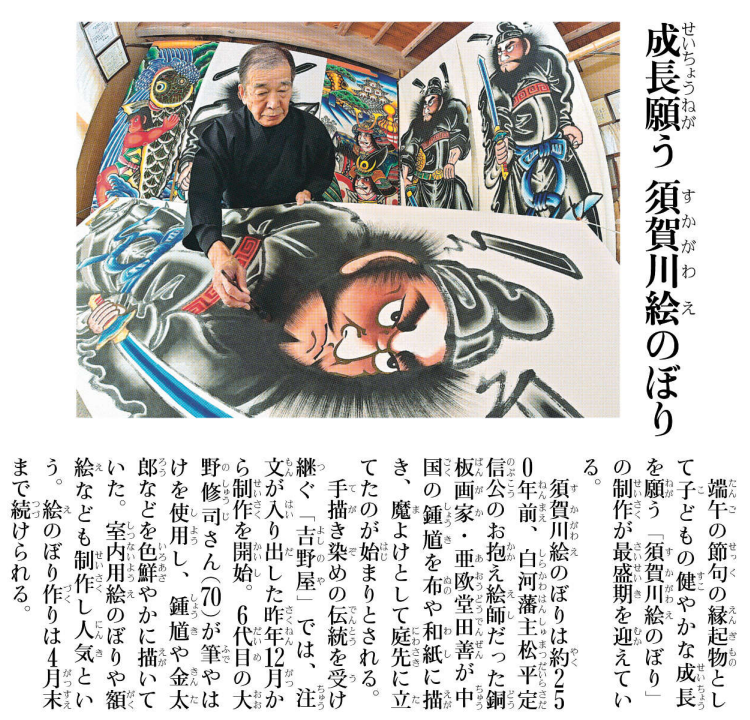 成長願う 須賀川絵のぼり
端午の節句の縁起物とし
て子どもの健やかな成長
を願う「須賀川絵のぼり」
の制作が最盛期を迎えてい
る。
須賀川絵のぼりは約25
0年前、白河藩主松平定
信公のお抱え絵師だった銅
板画家・亜欧堂田善が中
国の鍾馗を布や和紙に描
き、魔よけとして庭先に立
てたのが始まりとされる。
手描き染めの伝統を受け
継ぐ「吉野屋」では、注
文が入り出した昨年12月か
ら制作を開始。6代目の大
野修司さん(70)が筆やは
けを使用し、鍾馗や金太
郎などを色鮮やかに描いて
いた。室内用絵のぼりや額
絵なども制作し人気とい
う。絵のぼり作りは4月末
まで続けられる。